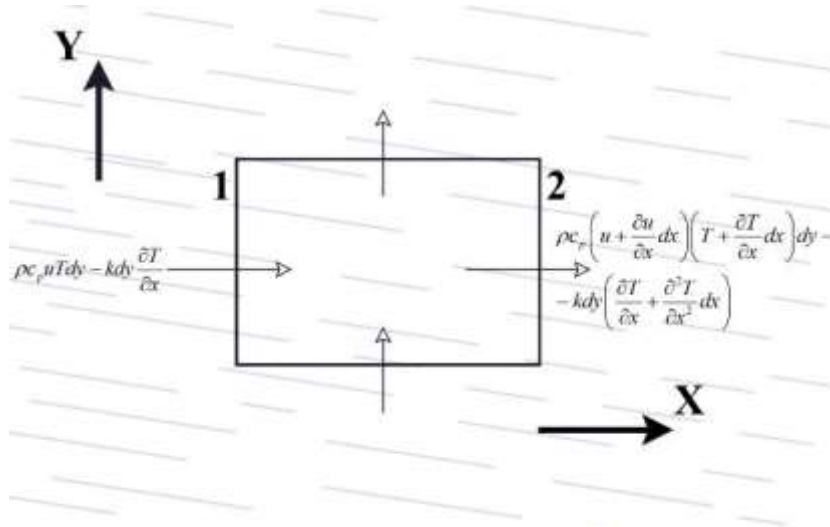 Y
1
2
ρc_p uTdy − kdy ∂T/∂x
ρc_p (u + ∂u/∂x dx)(T + ∂T/∂x dx)dy −
− kdy(∂T/∂x + ∂²T/∂x² dx)
X